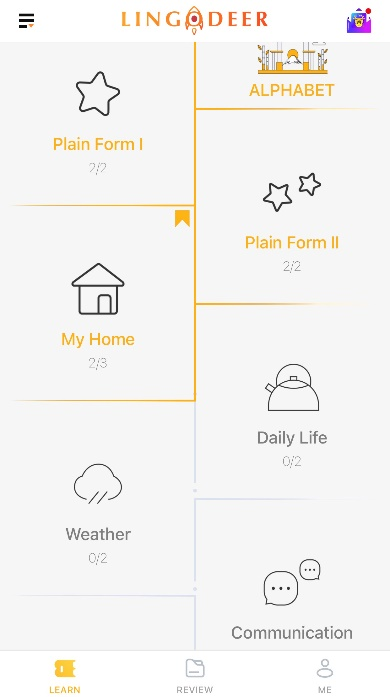 LINGODEER
ALPHABET
Plain Form I
2/2
Plain Form II
2/2
My Home
2/3
Daily Life
0/2
Weather
0/2
Communication
LEARN
REVIEW
ME